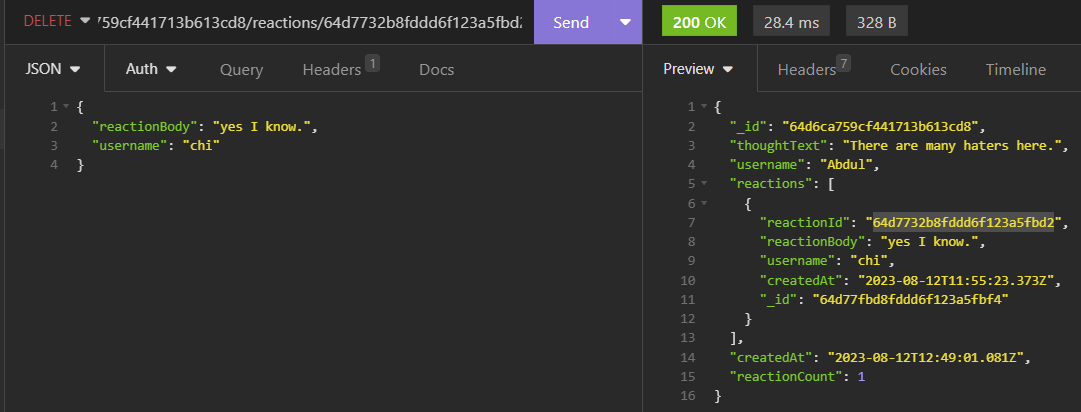 DELETE 759cf441713b613cd8/reactions/64d7732b8fddd6f123a5fbd2 Send 200 OK 28.4 ms 328 B
JSON Auth Query Headers 1 Docs Preview Headers 7 Cookies Timeline
1 {
2 "reactionBody": "yes I know.",
3 "username": "chi"
4 }
1 {
2 "_id": "64d6ca759cf441713b613cd8",
3 "thoughtText": "There are many haters here.",
4 "username": "Abdul",
5 "reactions": [
6 {
7 "reactionId": "64d7732b8fddd6f123a5fbd2",
8 "reactionBody": "yes I know.",
9 "username": "chi",
10 "createdAt": "2023-08-12T11:55:23.373Z",
11 "_id": "64d77fbd8fddd6f123a5fbf4"
12 }
13 ],
14 "createdAt": "2023-08-12T12:49:01.081Z",
15 "reactionCount": 1
16 }